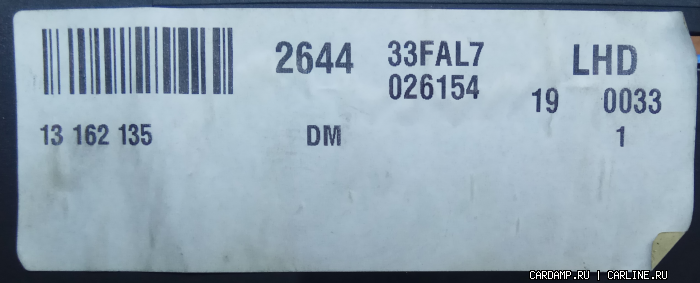 2644 33FAL7 LHD
026154 19 0033
13 162 135 DM 1
CARDAMP.RU | CARLINE.RU